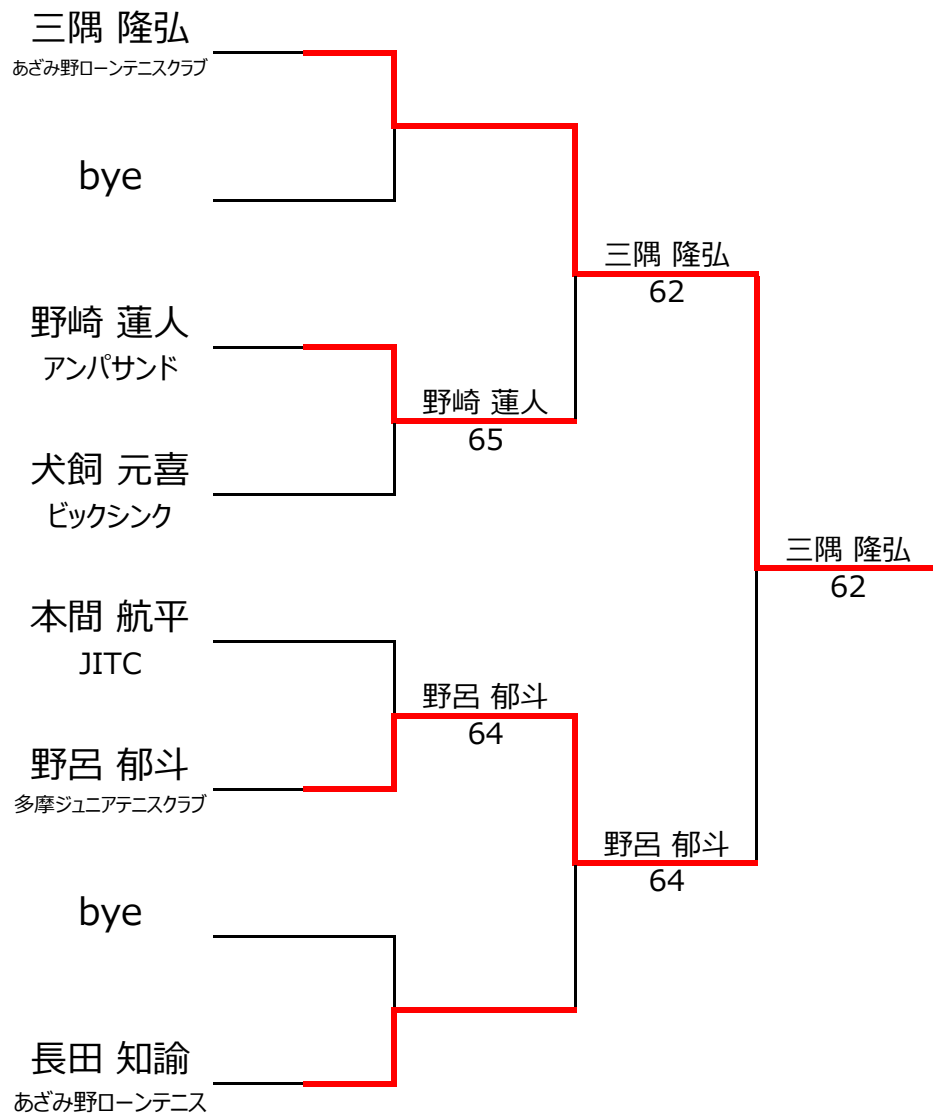 三隅 隆弘
あざみ野ローンテニスクラブ
bye
三隅 隆弘
62
野崎 蓮人
アンパサンド
野崎 蓮人
65
犬飼 元喜
ビックシンク
三隅 隆弘
62
本間 航平
JITC
野呂 郁斗
64
野呂 郁斗
多摩ジュニアテニスクラブ
野呂 郁斗
64
bye
長田 知諭
あざみ野ローンテニス